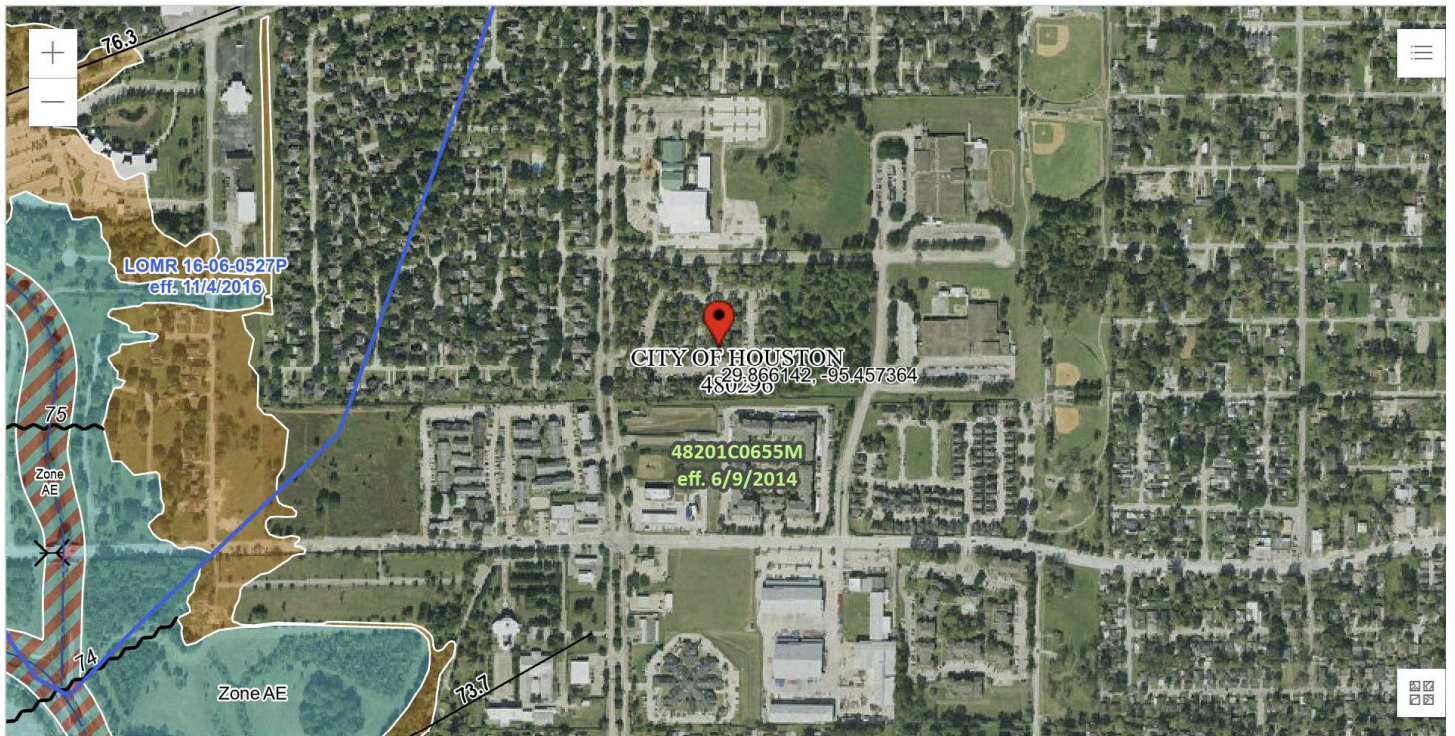 76.3
LOMR 16-06-0527P
eff. 11/4/2016
CITY OF HOUSTON
29.866142, -95.457364
480296
75
48201C0655M
eff. 6/9/2014
Zone
AE
74
Zone AE
73.7